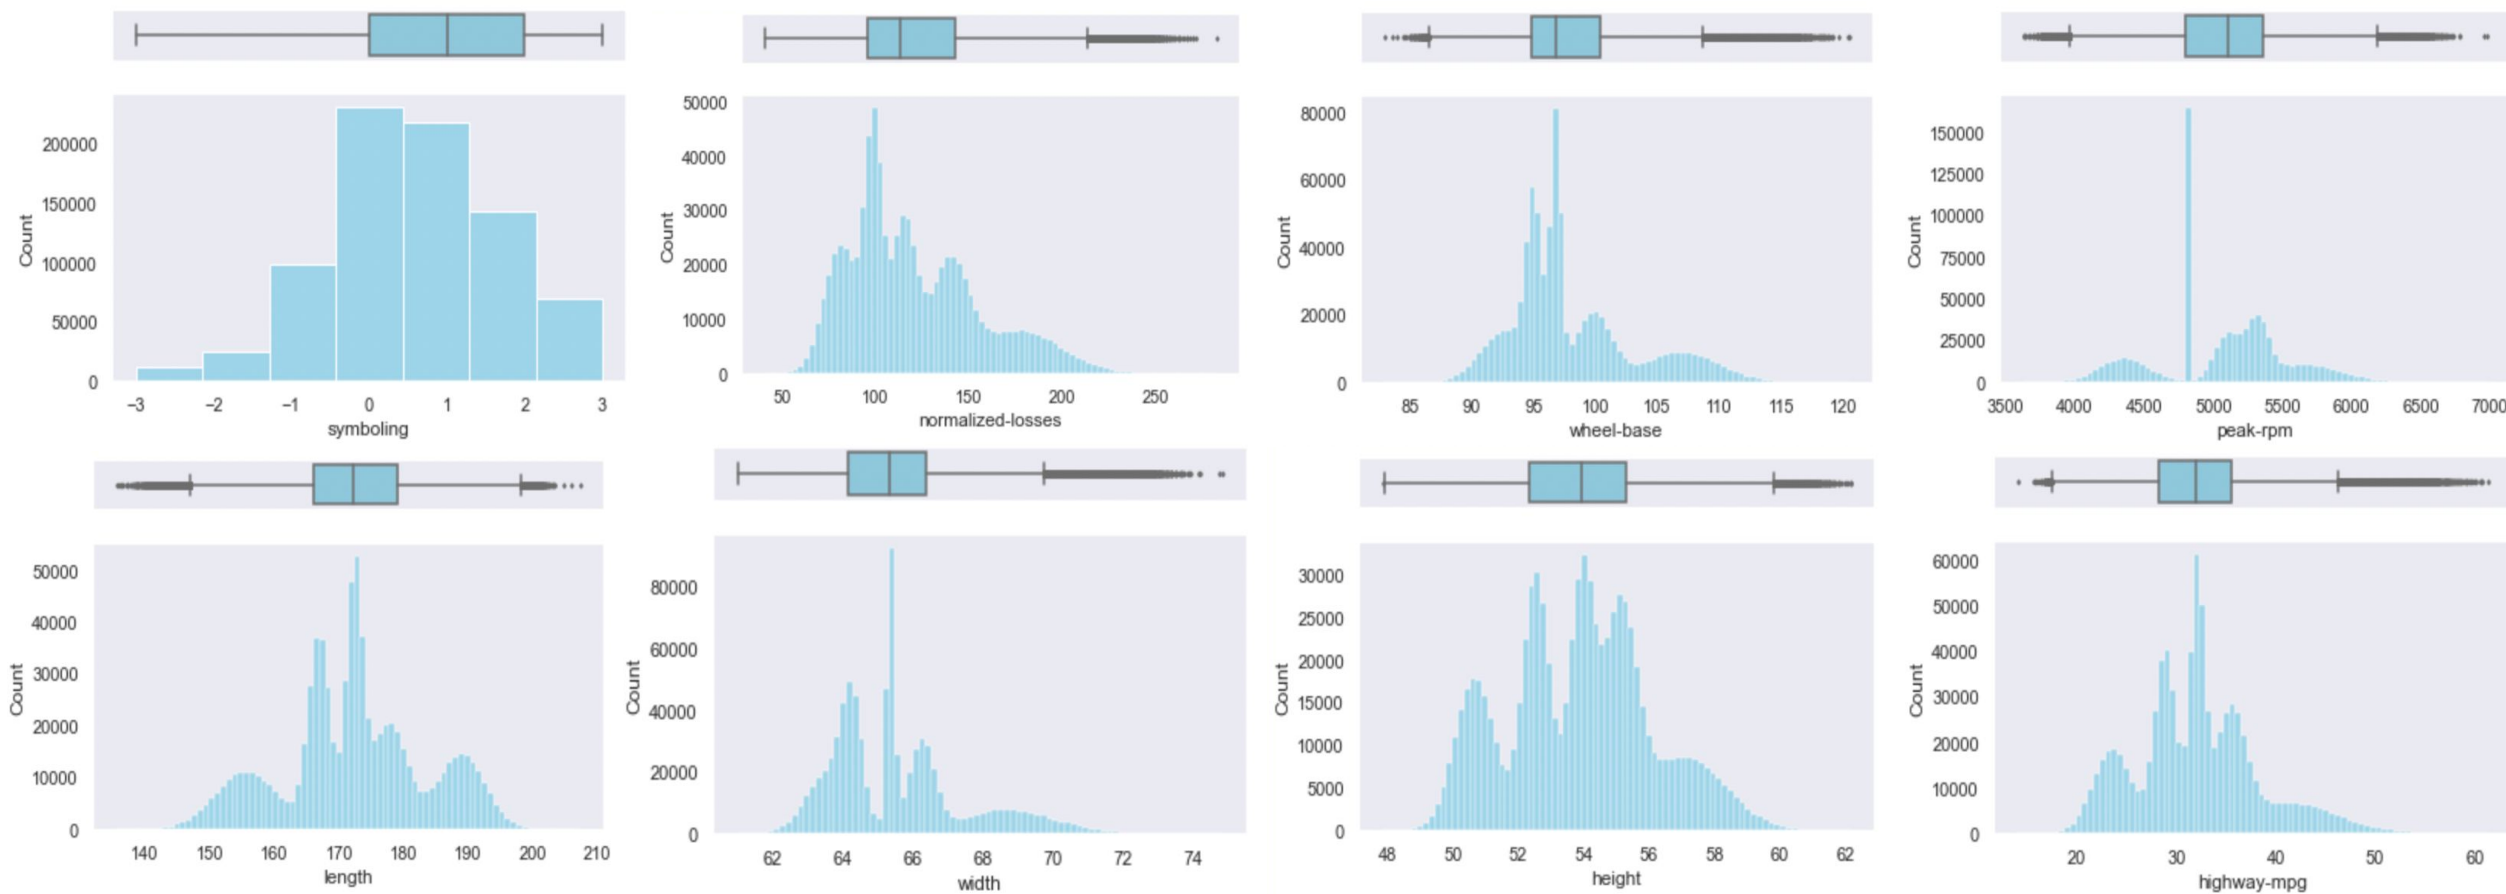 Count
200000
150000
100000
50000
0
−3 −2 −1 0 1 2 3
symboling
Count
50000
40000
30000
20000
10000
0
50 100 150 200 250
normalized-losses
Count
80000
60000
40000
20000
0
85 90 95 100 105 110 115 120
wheel-base
Count
150000
125000
100000
75000
50000
25000
0
3500 4000 4500 5000 5500 6000 6500 7000
peak-rpm
Count
50000
40000
30000
20000
10000
0
140 150 160 170 180 190 200 210
length
Count
80000
60000
40000
20000
0
62 64 66 68 70 72 74
width
Count
30000
25000
20000
15000
10000
5000
0
48 50 52 54 56 58 60 62
height
Count
60000
50000
40000
30000
20000
10000
0
20 30 40 50 60
highway-mpg